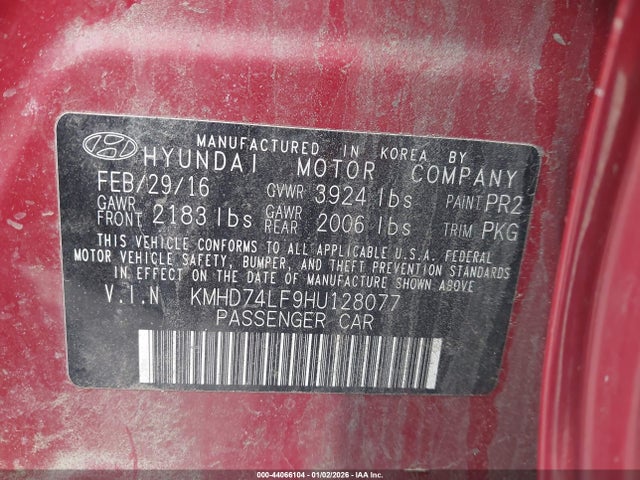 MANUFACTURED IN KOREA BY
HYUNDAI MOTOR COMPANY
FEB/29/16 GVWR 3924 lbs PAINT PR2
GAWR FRONT 2183 lbs GAWR REAR 2006 lbs TRIM PKG
THIS VEHICLE CONFORMS TO ALL APPLICABLE U.S.A. FEDERAL
MOTOR VEHICLE SAFETY, BUMPER, AND THEFT PREVENTION STANDARDS
IN EFFECT ON THE DATE OF MANUFACTURE SHOWN ABOVE
V.I.N KMHD74LF9HU128077
PASSENGER CAR
000-44066104 - 01/02/2026 - IAA Inc.